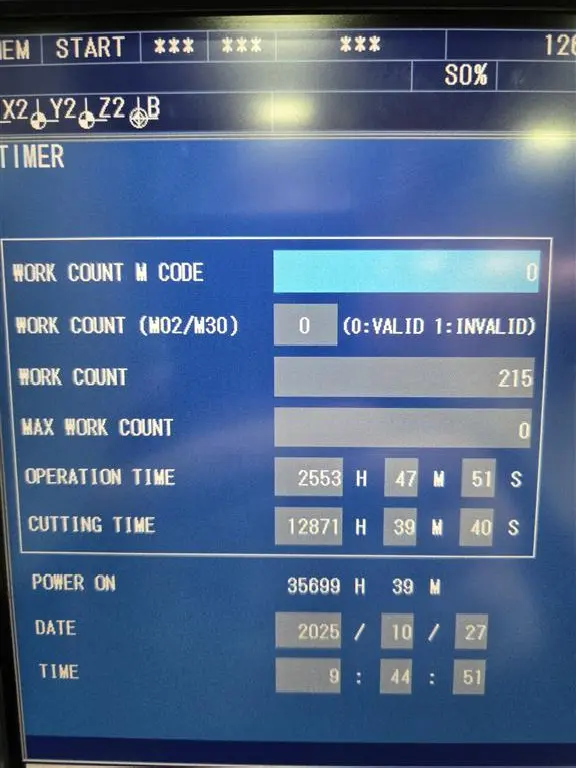 EM START *** *** *** 126
S0%
X2 Y2 Z2 B
TIMER
WORK COUNT M CODE 0
WORK COUNT (M02/M30) 0 (0:VALID 1:INVALID)
WORK COUNT 215
MAX WORK COUNT 0
OPERATION TIME 2553 H 47 M 51 S
CUTTING TIME 12871 H 39 M 40 S
POWER ON 35699 H 39 M
DATE 2025 / 10 / 27
TIME 9 : 44 : 51